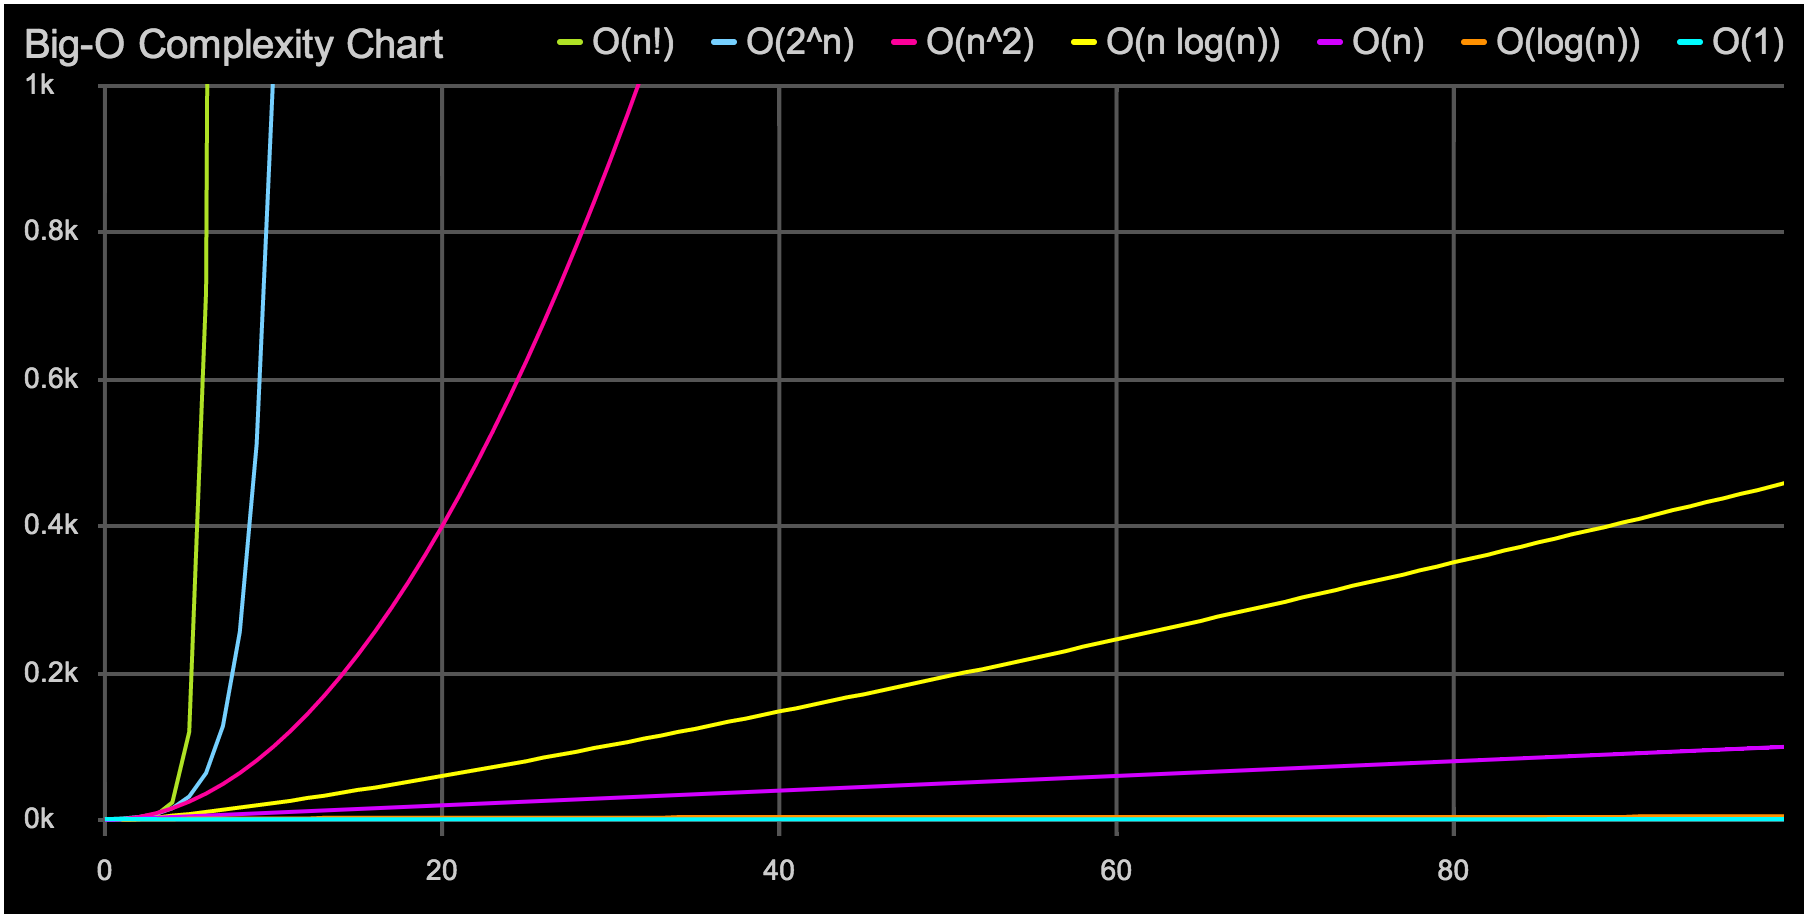 Big-O Complexity Chart
O(n!) O(2^n) O(n^2) O(n log(n)) O(n) O(log(n)) O(1)
1k
0.8k
0.6k
0.4k
0.2k
0k
0 20 40 60 80